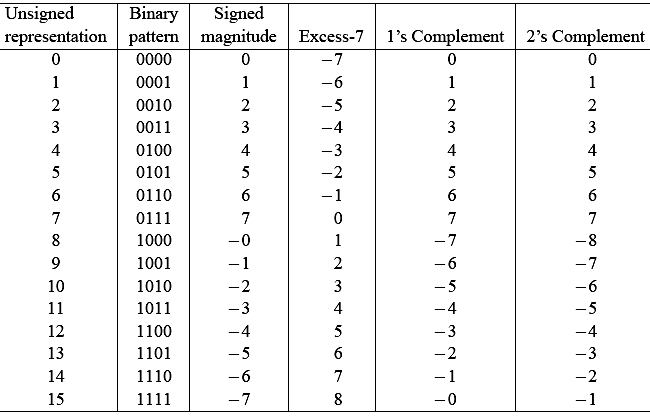 Unsigned Binary Signed
representation pattern magnitude Excess-7 1’s Complement 2’s Complement
0 0000 0 −7 0 0
1 0001 1 −6 1 1
2 0010 2 −5 2 2
3 0011 3 −4 3 3
4 0100 4 −3 4 4
5 0101 5 −2 5 5
6 0110 6 −1 6 6
7 0111 7 0 7 7
8 1000 −0 1 −7 −8
9 1001 −1 2 −6 −7
10 1010 −2 3 −5 −6
11 1011 −3 4 −4 −5
12 1100 −4 5 −3 −4
13 1101 −5 6 −2 −3
14 1110 −6 7 −1 −2
15 1111 −7 8 −0 −1